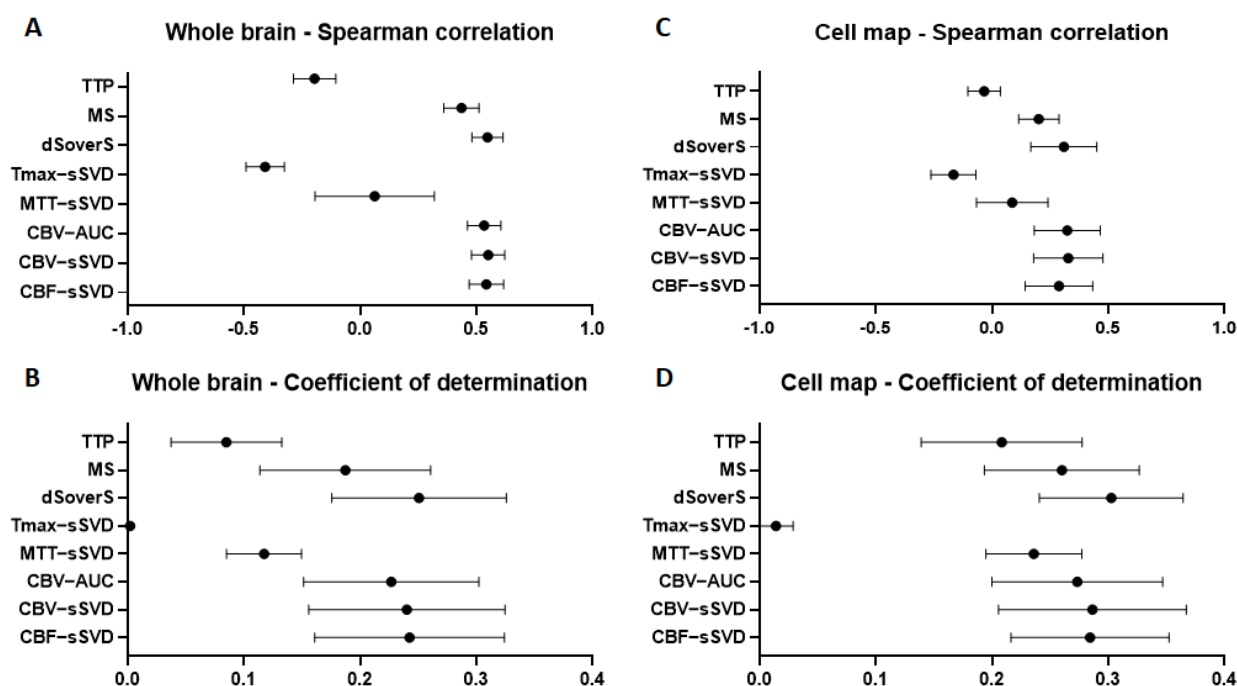 A
Whole brain - Spearman correlation
TTP
MS
dSoverS
Tmax-sSVD
MTT-sSVD
CBV-AUC
CBV-sSVD
CBF-sSVD
-1.0 -0.5 0.0 0.5 1.0
B
Whole brain - Coefficient of determination
TTP
MS
dSoverS
Tmax-sSVD
MTT-sSVD
CBV-AUC
CBV-sSVD
CBF-sSVD
0.0 0.1 0.2 0.3 0.4
C
Cell map - Spearman correlation
TTP
MS
dSoverS
Tmax-sSVD
MTT-sSVD
CBV-AUC
CBV-sSVD
CBF-sSVD
-1.0 -0.5 0.0 0.5 1.0
D
Cell map - Coefficient of determination
TTP
MS
dSoverS
Tmax-sSVD
MTT-sSVD
CBV-AUC
CBV-sSVD
CBF-sSVD
0.0 0.1 0.2 0.3 0.4